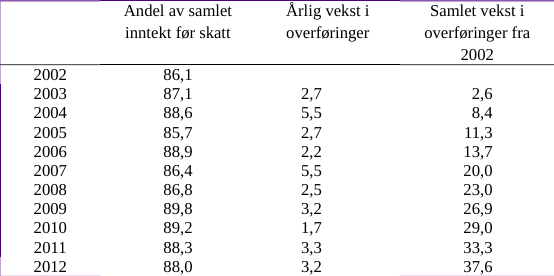 Andel av samlet Årlig vekst i Samlet vekst i
inntekt før skatt overføringer overføringer fra
2002
2002 86,1
2003 87,1 2,7 2,6
2004 88,6 5,5 8,4
2005 85,7 2,7 11,3
2006 88,9 2,2 13,7
2007 86,4 5,5 20,0
2008 86,8 2,5 23,0
2009 89,8 3,2 26,9
2010 89,2 1,7 29,0
2011 88,3 3,3 33,3
2012 88,0 3,2 37,6